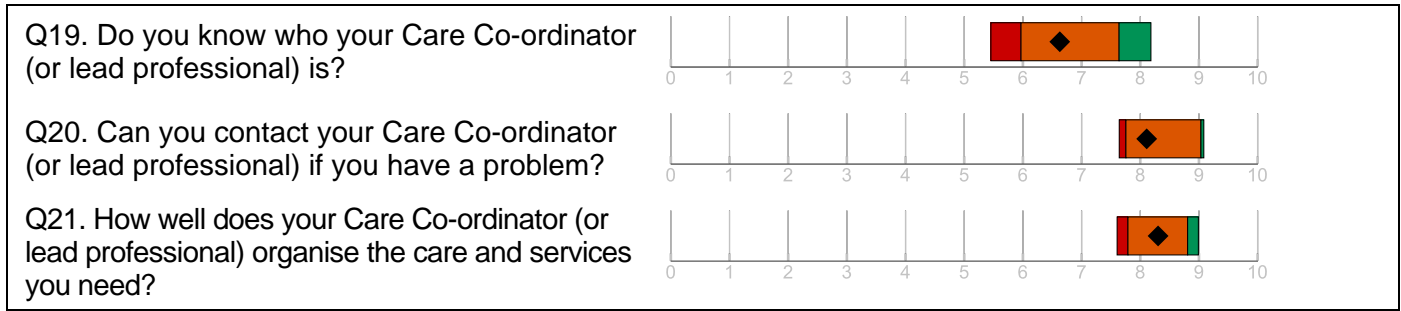 Q19. Do you know who your Care Co-ordinator
(or lead professional) is?
0 1 2 3 4 5 6 7 8 9 10
Q20. Can you contact your Care Co-ordinator
(or lead professional) if you have a problem?
0 1 2 3 4 5 6 7 8 9 10
Q21. How well does your Care Co-ordinator (or
lead professional) organise the care and services
you need?
0 1 2 3 4 5 6 7 8 9 10